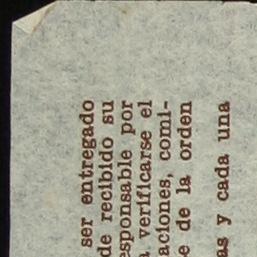 ser entregado
de recibido su
esponsable por
verificarse el
aciones, comi-
de la orden
as y cada una